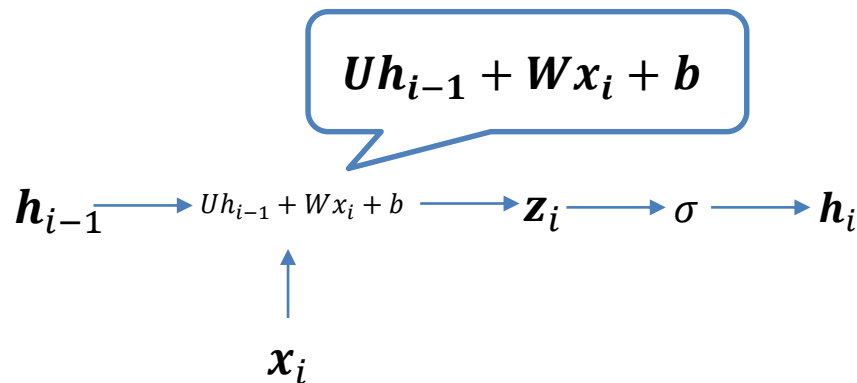 Uh_{i-1} + Wx_i + b
h_{i-1} Uh_{i-1} + Wx_i + b z_i σ h_i
x_i